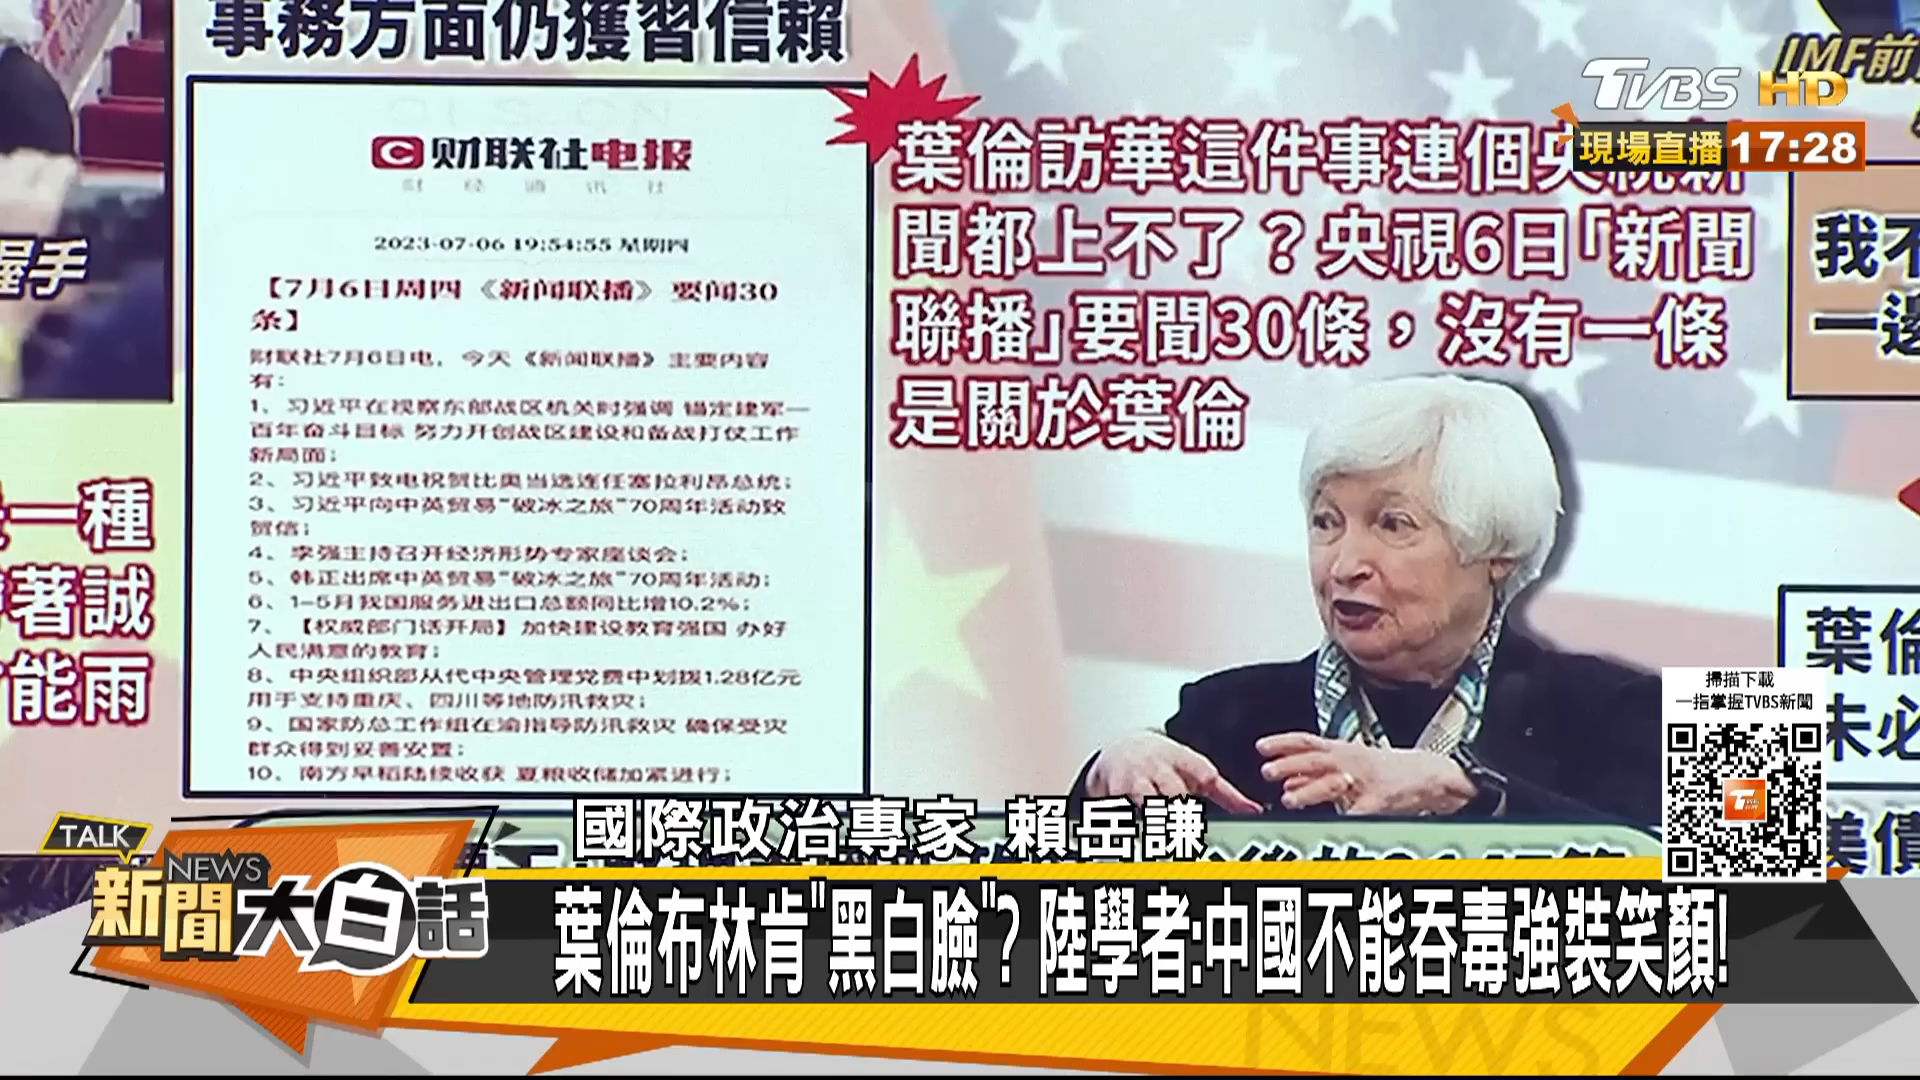 事務方面仍獲習信賴
IMF前
TVBS HD
現場直播 17:28
财联社电报
财经通讯社
2023-07-06 19:54:55 星期四
【7月6日周四《新闻联播》要闻30
条】
财联社7月6日电，今天《新闻联播》主要内容
有：
1、习近平在视察东部战区机关时强调 锚定建军一
百年奋斗目标 努力开创战区建设和备战打仗工作
新局面；
2、习近平致电祝贺比奥当选连任塞拉利昂总统；
3、习近平向中英贸易“破冰之旅”70周年活动致
贺信；
4、李强主持召开经济形势专家座谈会；
5、韩正出席中英贸易“破冰之旅”70周年活动；
6、1-5月我国服务进出口总额同比增10.2%；
7、【权威部门话开局】加快建设教育强国 办好
人民满意的教育；
8、中央组织部从代中央管理党费中划拨1.28亿元
用于支持重庆、四川等地防汛救灾；
9、国家防总工作组在渝指导防汛救灾 确保受灾
群众得到妥善安置；
10、南方早稻陆续收获 夏粮收储加紧进行；
葉倫訪華這件事連個央視新
聞都上不了？央視6日「新聞
聯播」要聞30條，沒有一條
是關於葉倫
握手
一種
著誠
能雨
我不
一邊
葉倫
未必
美債
掃描下載
一指掌握TVBS新聞
國際政治專家 賴岳謙
TALK
NEWS
新聞大白話
葉倫布林肯"黑白臉"？陸學者:中國不能吞毒強裝笑顏!
NEWS